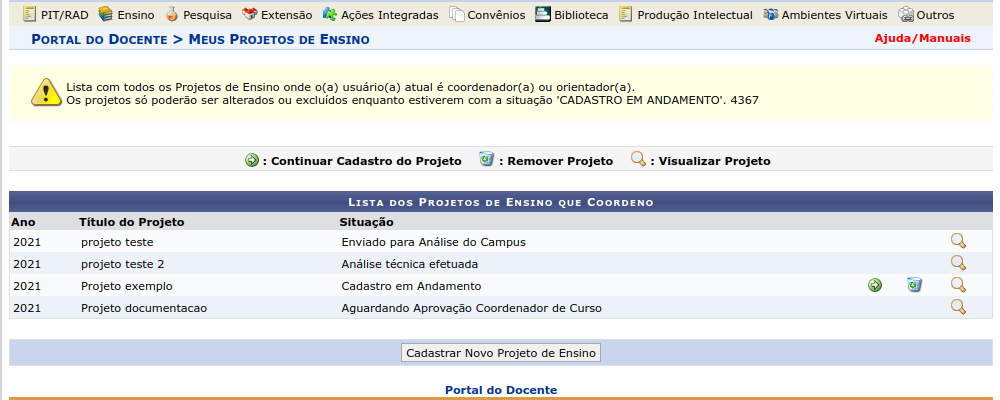 PIT/RAD Ensino Pesquisa Extensão Ações Integradas Convênios Biblioteca Produção Intelectual Ambientes Virtuais Outros
Portal do Docente > Meus Projetos de Ensino Ajuda/Manuais
Lista com todos os Projetos de Ensino onde o(a) usuário(a) atual é coordenador(a) ou orientador(a).
Os projetos só poderão ser alterados ou excluídos enquanto estiverem com a situação 'CADASTRO EM ANDAMENTO'. 4367
: Continuar Cadastro do Projeto : Remover Projeto : Visualizar Projeto
Lista dos Projetos de Ensino que Coordeno
Ano Título do Projeto Situação
2021 projeto teste Enviado para Análise do Campus
2021 projeto teste 2 Análise técnica efetuada
2021 Projeto exemplo Cadastro em Andamento
2021 Projeto documentacao Aguardando Aprovação Coordenador de Curso
Cadastrar Novo Projeto de Ensino
Portal do Docente